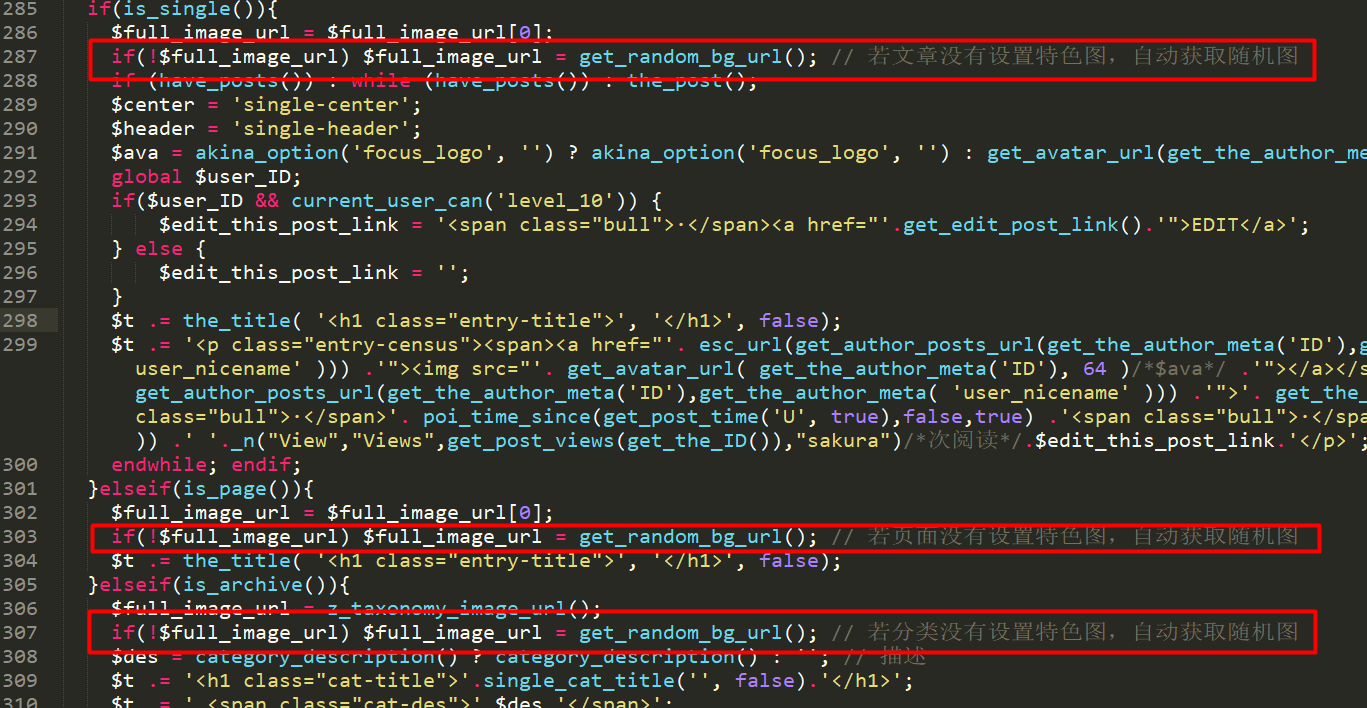 285 if(is_single()){
286 $full_image_url = $full_image_url[0];
287 if(!$full_image_url) $full_image_url = get_random_bg_url(); // 若文章没有设置特色图，自动获取随机图
288 if (have_posts()) : while (have_posts()) : the_post();
289 $center = 'single-center';
290 $header = 'single-header';
291 $ava = akina_option('focus_logo', '') ? akina_option('focus_logo', '') : get_avatar_url(get_the_author_me
292 global $user_ID;
293 if($user_ID && current_user_can('level_10')) {
294 $edit_this_post_link = '<span class="bull">·</span><a href="'.get_edit_post_link().'">EDIT</a>';
295 } else {
296 $edit_this_post_link = '';
297 }
298 $t .= the_title( '<h1 class="entry-title">', '</h1>', false);
299 $t .= '<p class="entry-census"><span><a href="'. esc_url(get_author_posts_url(get_the_author_meta('ID'),g
user_nicename' ))) .'"><img src="'. get_avatar_url( get_the_author_meta('ID'), 64 )/*$ava*/ .'"></a></s
get_author_posts_url(get_the_author_meta('ID'),get_the_author_meta( 'user_nicename' ))) .'">'. get_the_
class="bull">·</span>'. poi_time_since(get_post_time('U', true),false,true) .'<span class="bull">·</spa
)) .' '._n("View","Views",get_post_views(get_the_ID()),"sakura")/*次阅读*/.$edit_this_post_link.'</p>';
300 endwhile; endif;
301 }elseif(is_page()){
302 $full_image_url = $full_image_url[0];
303 if(!$full_image_url) $full_image_url = get_random_bg_url(); // 若页面没有设置特色图，自动获取随机图
304 $t .= the_title( '<h1 class="entry-title">', '</h1>', false);
305 }elseif(is_archive()){
306 $full_image_url = z_taxonomy_image_url();
307 if(!$full_image_url) $full_image_url = get_random_bg_url(); // 若分类没有设置特色图，自动获取随机图
308 $des = category_description() ? category_description() : ''; // 描述
309 $t .= '<h1 class="cat-title">'.single_cat_title('', false).'</h1>';
310 $t .= ' <span class="cat-des">'.$des.'</span>';